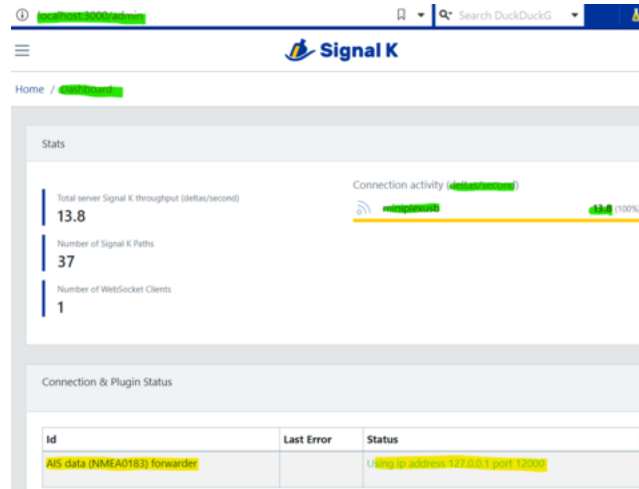 localhost:3000/admin
Search DuckDuckG
Signal K
Home / Dashboard
Stats
Total server Signal K throughput (deltas/second)
13.8
Number of Signal K Paths
37
Number of WebSocket Clients
1
Connection activity (deltas/second)
miniplexusb 13.8 (100%)
Connection & Plugin Status
Id Last Error Status
AIS data (NMEA0183) forwarder Using ip address 127.0.0.1 port 12000